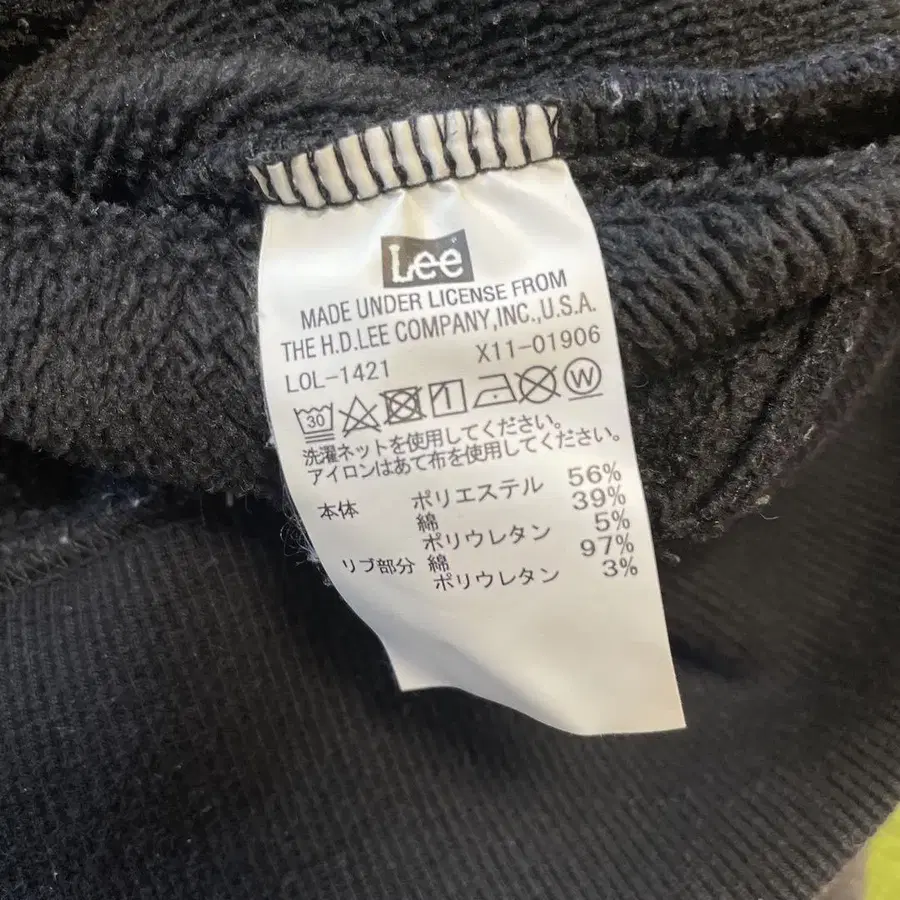 Lee
MADE UNDER LICENSE FROM
THE H.D.LEE COMPANY,INC.,U.S.A.
LOL-1421 X11-01906
30 W
洗濯ネットを使用してください。
アイロンはあて布を使用してください。
本体 ポリエステル 56%
綿 39%
ポリウレタン 5%
リブ部分 綿 97%
ポリウレタン 3%